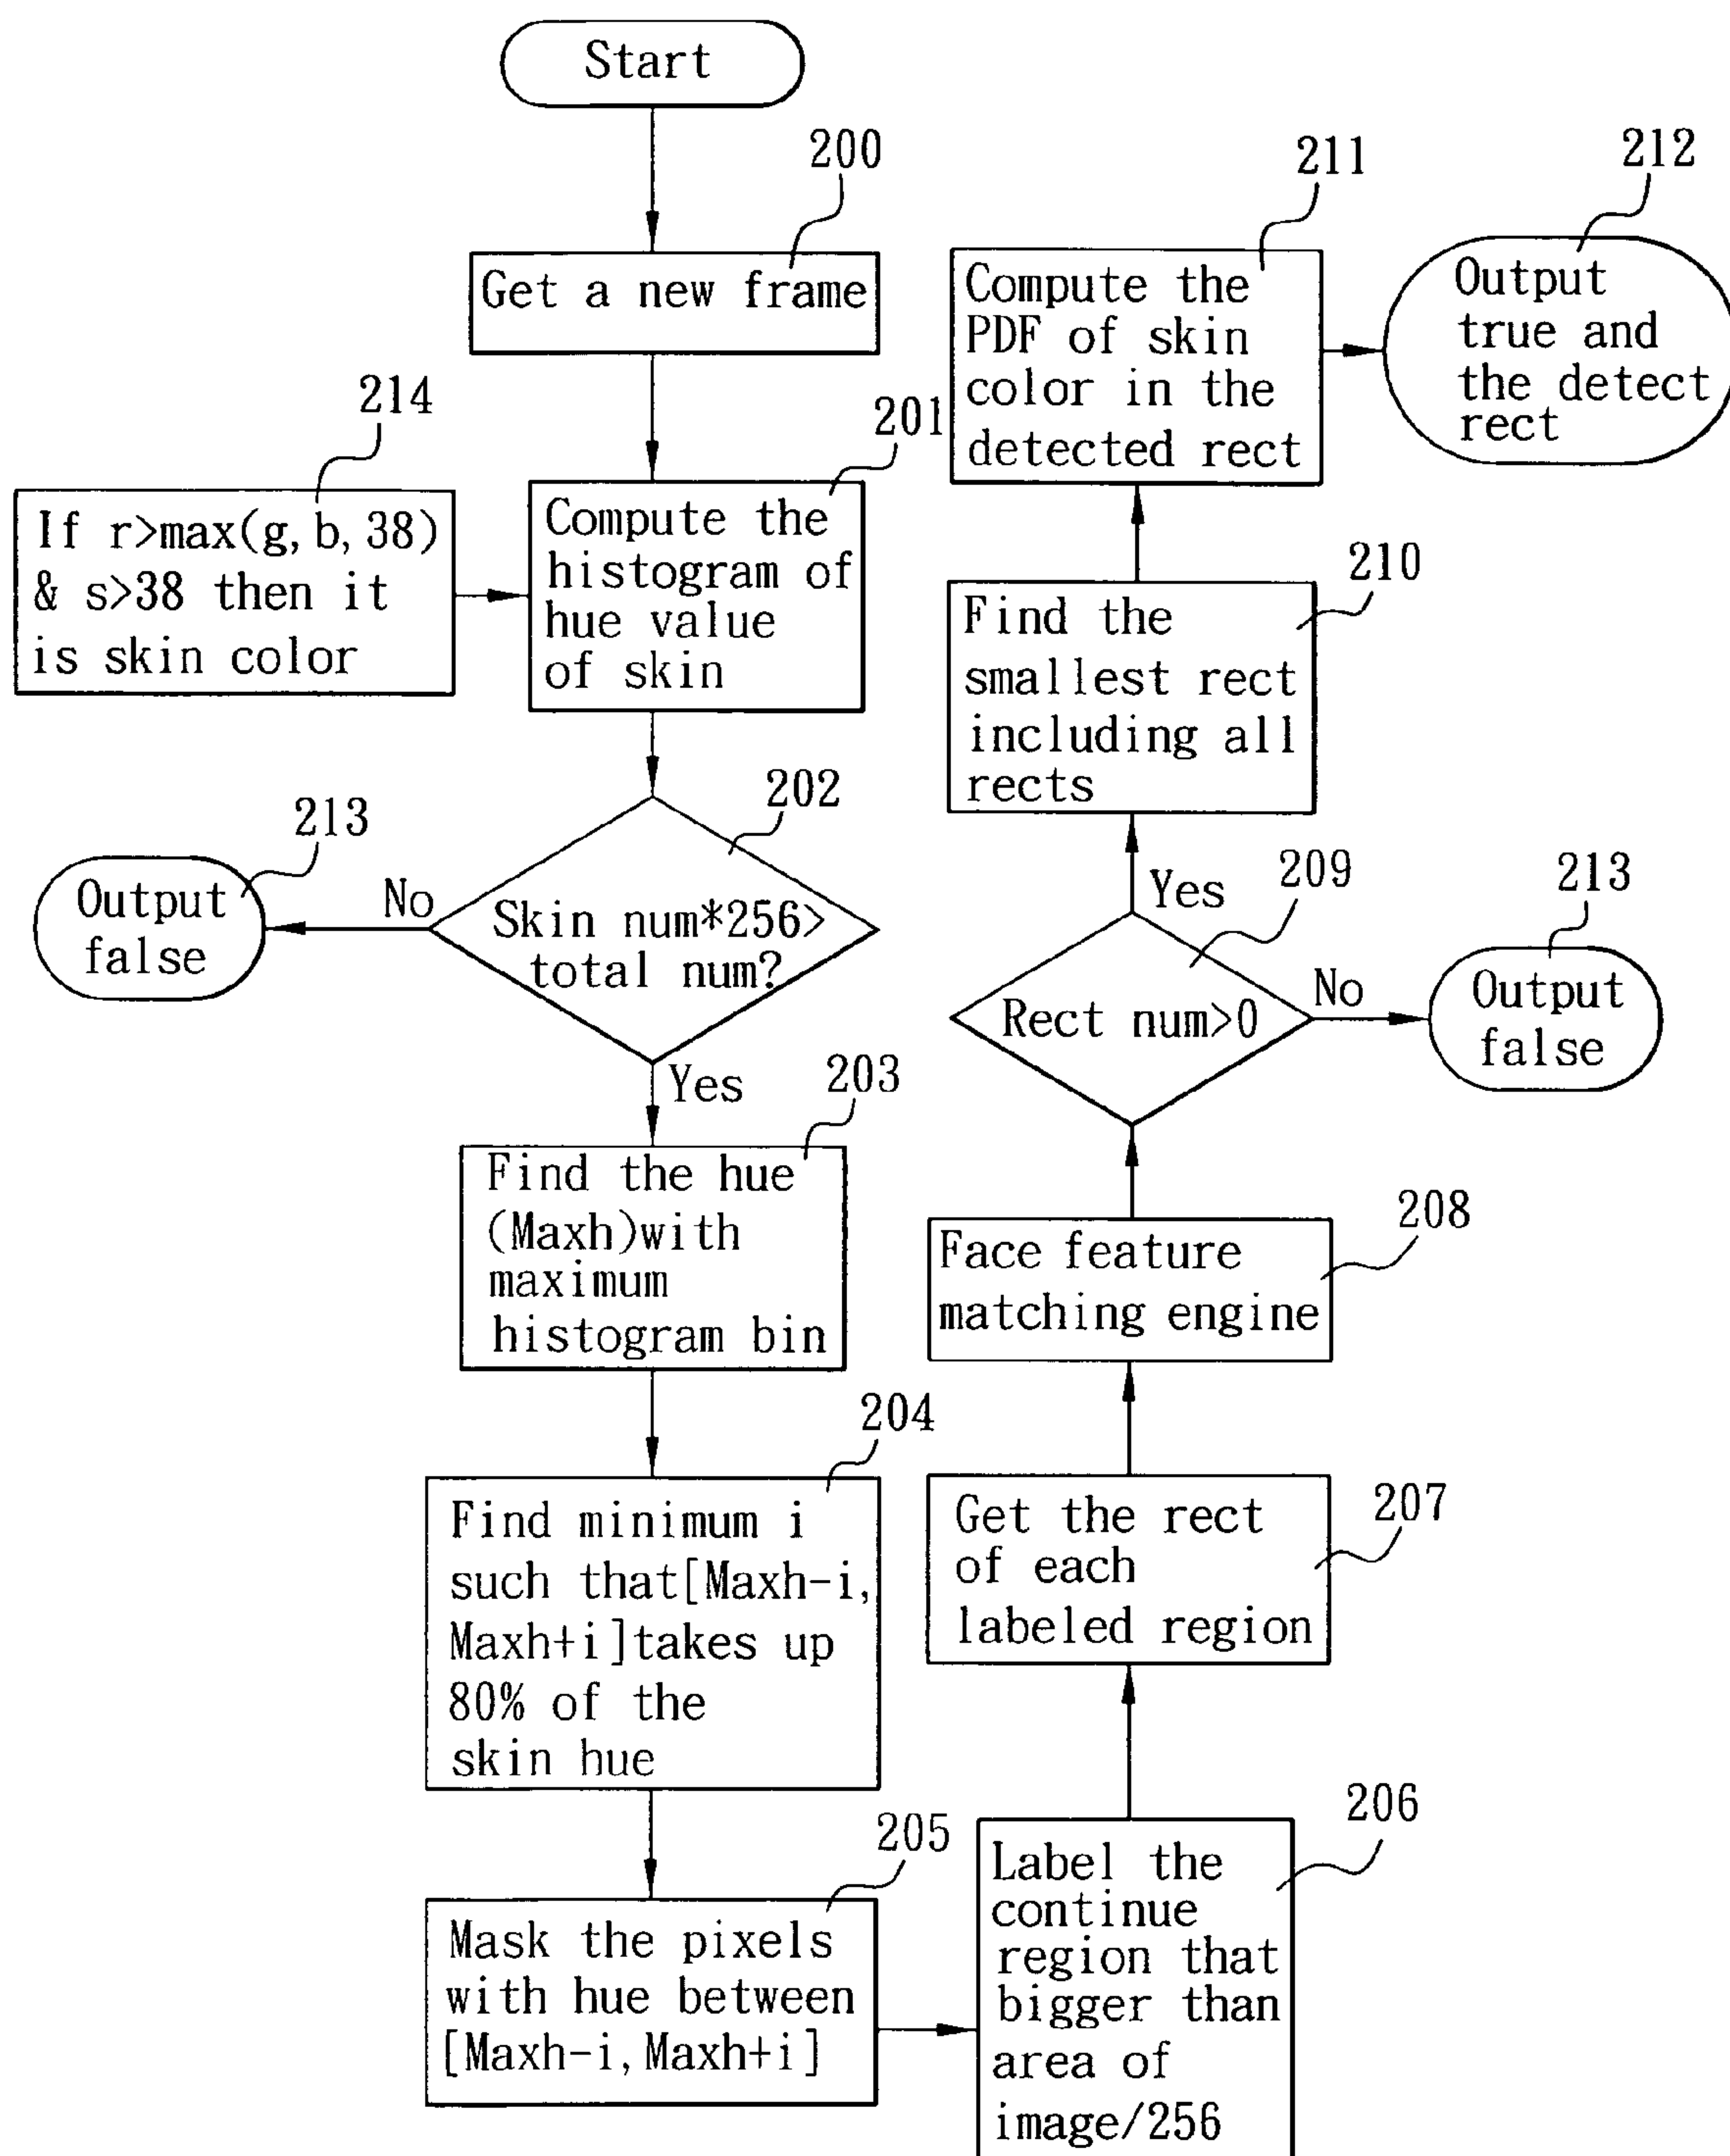 Start
200
Get a new frame
214
If r>max(g, b, 38)
& s>38 then it
is skin color
201
Compute the
histogram of
hue value
of skin
202
Skin num*256>
total num?
No
213
Output
false
Yes
203
Find the hue
(Maxh)with
maximum
histogram bin
204
Find minimum i
such that[Maxh-i,
Maxh+i]takes up
80% of the
skin hue
205
Mask the pixels
with hue between
[Maxh-i, Maxh+i]
206
Label the
continue
region that
bigger than
area of
image/256
207
Get the rect
of each
labeled region
208
Face feature
matching engine
209
Rect num>0
No
213
Output
false
Yes
210
Find the
smallest rect
including all
rects
211
Compute the
PDF of skin
color in the
detected rect
212
Output
true and
the detect
rect